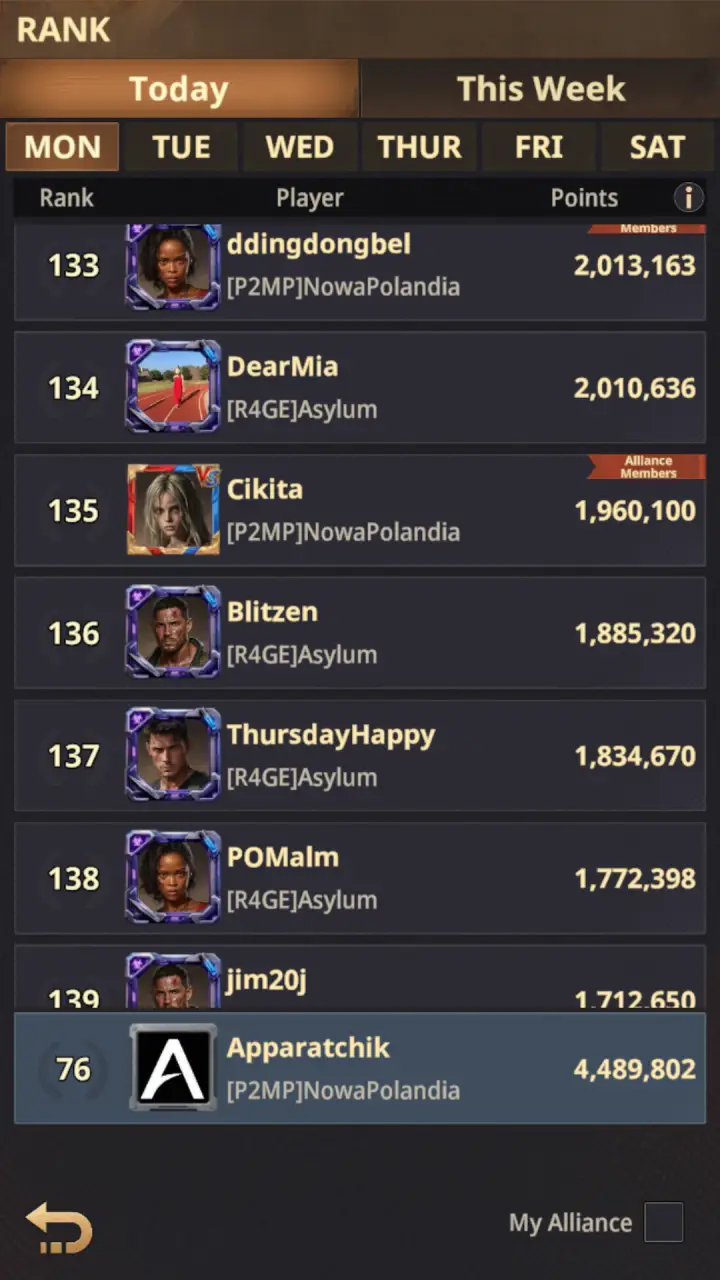 RANK
Today
This Week
MON
TUE
WED
THUR
FRI
SAT
Rank
Player
Points
i
Members
133
ddingdongbel
[P2MP]NowaPolandia
2,013,163
134
DearMia
[R4GE]Asylum
2,010,636
Alliance
Members
135
VS
Cikita
[P2MP]NowaPolandia
1,960,100
136
Blitzen
[R4GE]Asylum
1,885,320
137
ThursdayHappy
[R4GE]Asylum
1,834,670
138
POMalm
[R4GE]Asylum
1,772,398
139
jim20j
1,712,650
76
A
Apparatchik
[P2MP]NowaPolandia
4,489,802
My Alliance